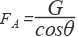 F_A = G/cosθ